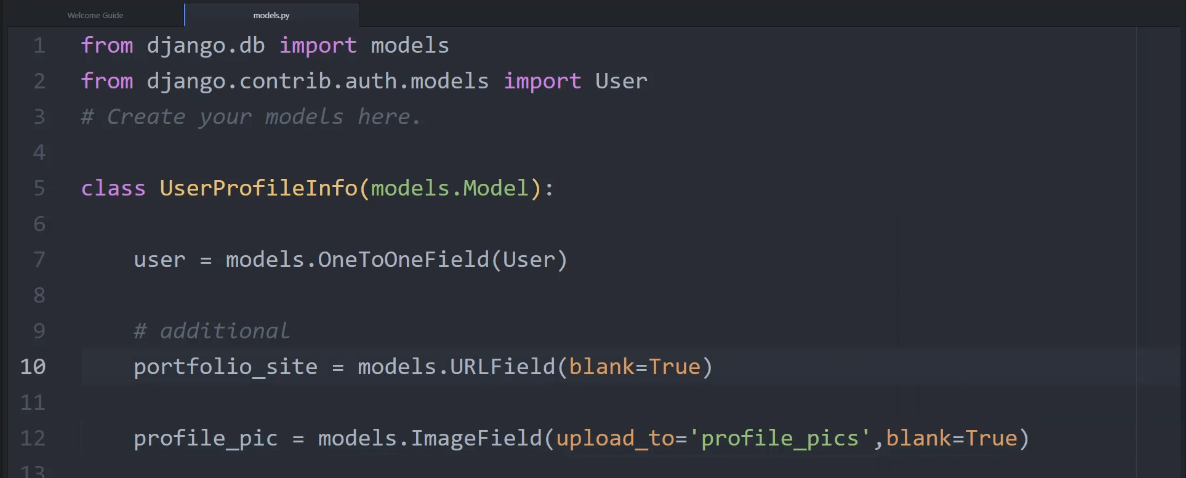 Welcome Guide
models.py
1 from django.db import models
2 from django.contrib.auth.models import User
3 # Create your models here.
4
5 class UserProfileInfo(models.Model):
6
7 user = models.OneToOneField(User)
8
9 # additional
10 portfolio_site = models.URLField(blank=True)
11
12 profile_pic = models.ImageField(upload_to='profile_pics',blank=True)
13